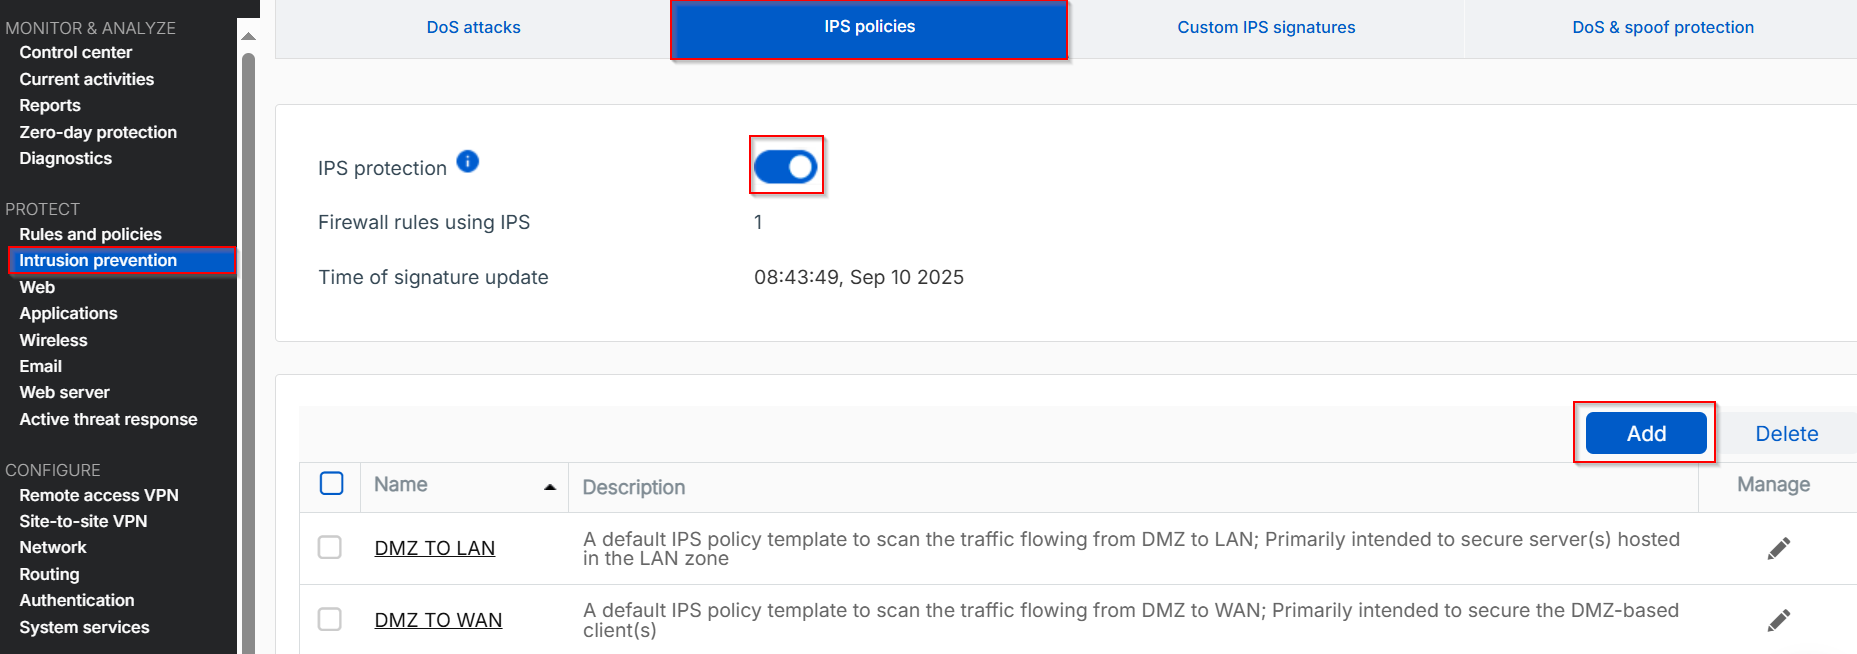 MONITOR & ANALYZE
Control center
Current activities
Reports
Zero-day protection
Diagnostics
PROTECT
Rules and policies
Intrusion prevention
Web
Applications
Wireless
Email
Web server
Active threat response
CONFIGURE
Remote access VPN
Site-to-site VPN
Network
Routing
Authentication
System services
DoS attacks
IPS policies
Custom IPS signatures
DoS & spoof protection
IPS protection
Firewall rules using IPS
1
Time of signature update
08:43:49, Sep 10 2025
Add
Delete
Name
Description
Manage
DMZ TO LAN
A default IPS policy template to scan the traffic flowing from DMZ to LAN; Primarily intended to secure server(s) hosted
in the LAN zone
DMZ TO WAN
A default IPS policy template to scan the traffic flowing from DMZ to WAN; Primarily intended to secure the DMZ-based
client(s)